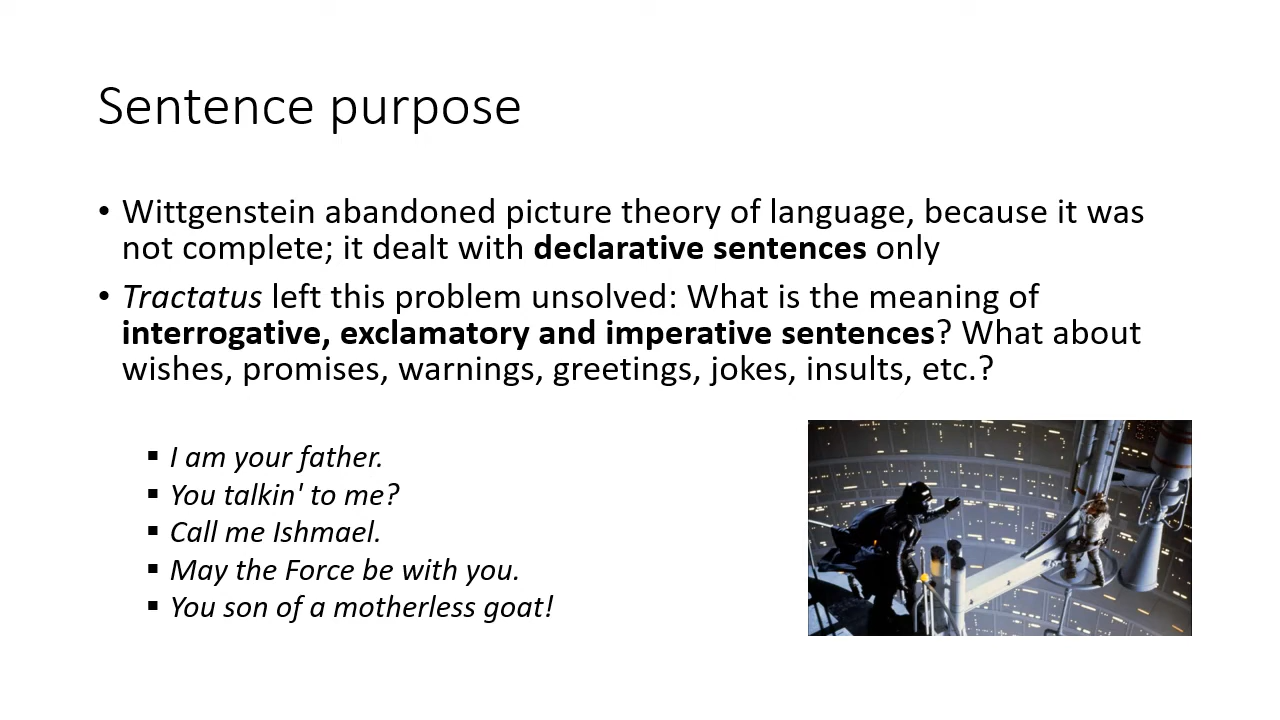 Sentence purpose
• Wittgenstein abandoned picture theory of language, because it was
not complete; it dealt with declarative sentences only
• Tractatus left this problem unsolved: What is the meaning of
interrogative, exclamatory and imperative sentences? What about
wishes, promises, warnings, greetings, jokes, insults, etc.?
▪ I am your father.
▪ You talkin' to me?
▪ Call me Ishmael.
▪ May the Force be with you.
▪ You son of a motherless goat!